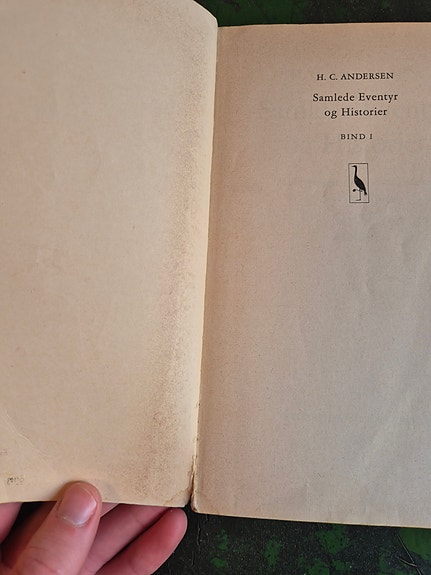 H. C. ANDERSEN
Samlede Eventyr
og Historier
BIND I